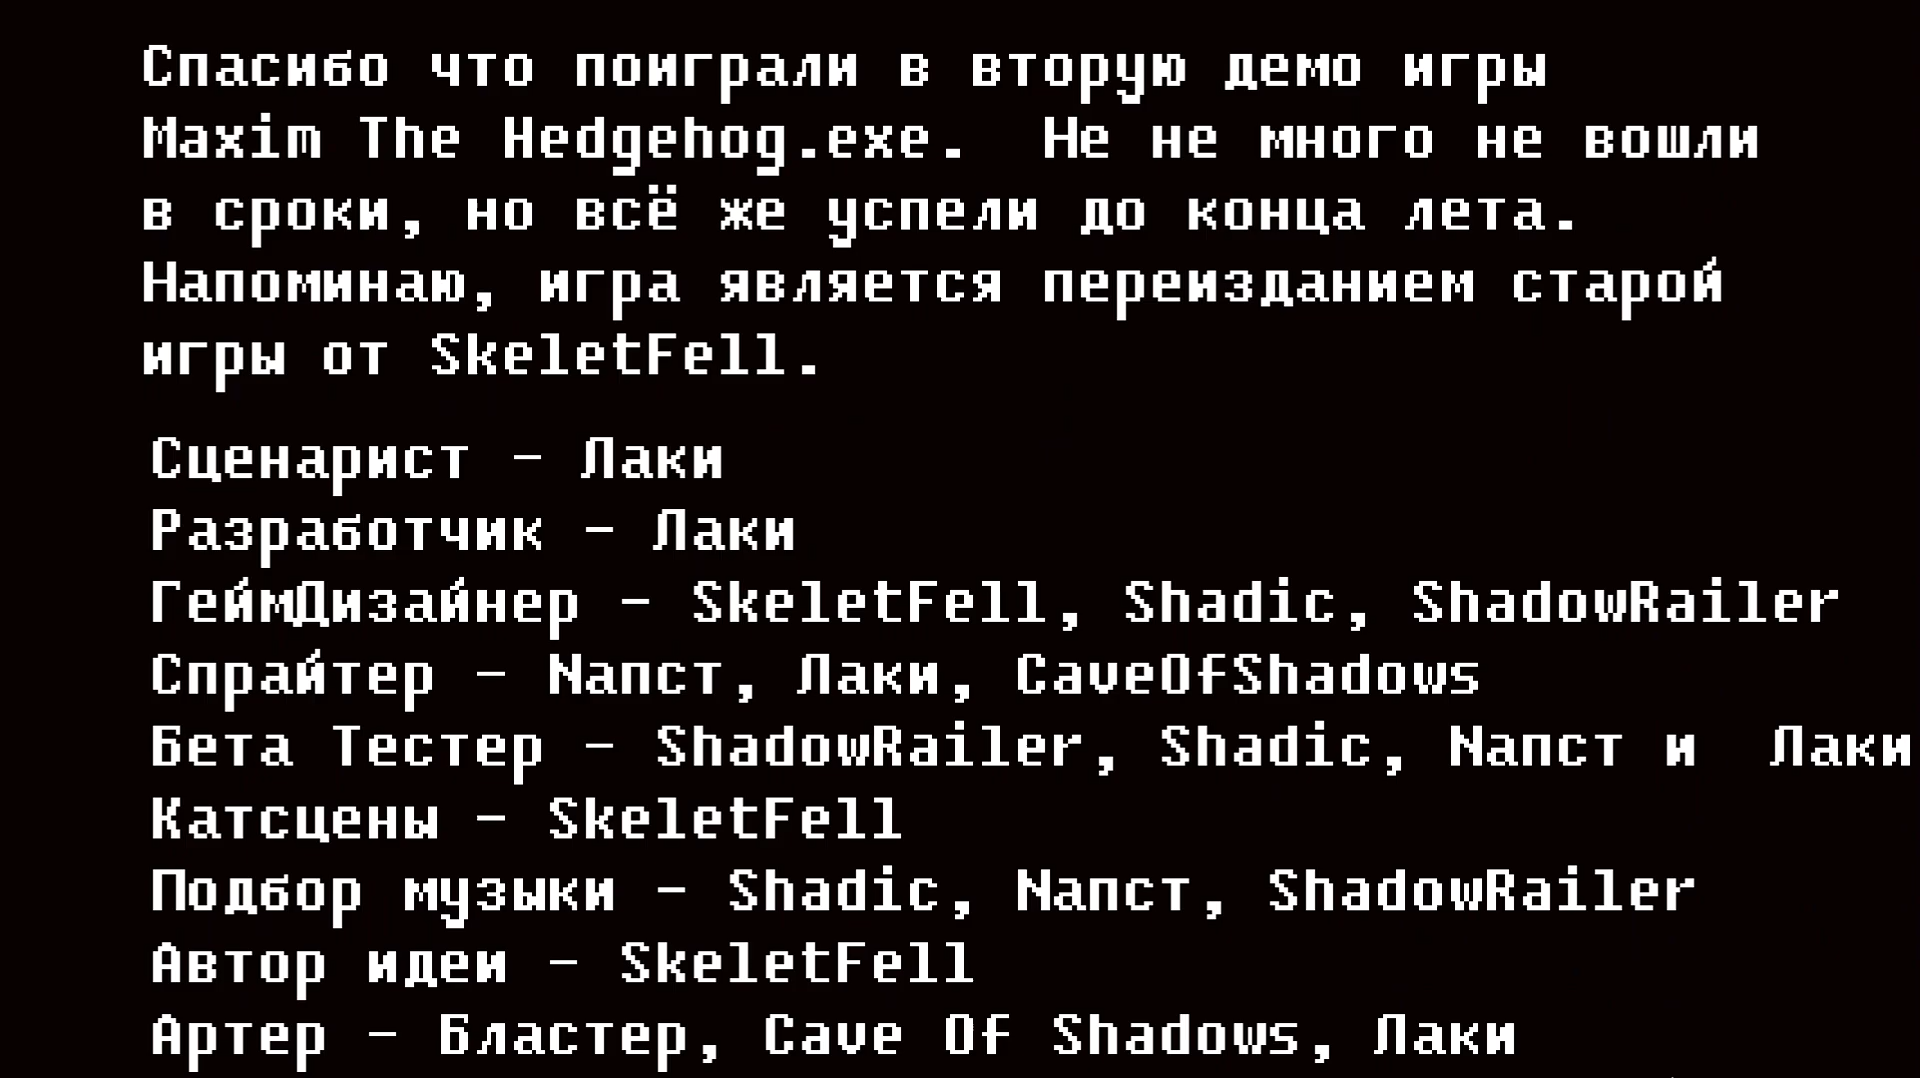 Спасибо что поиграли в вторую демо игры
Maxim The Hedgehog.exe.  Не не много не вошли
в сроки, но всё же успели до конца лета.
Напоминаю, игра является переизданием старой
игры от SkeletFell.
Сценарист - Лаки
Разработчик - Лаки
ГеймДизайнер - SkeletFell, Shadic, ShadowRailer
Спрайтер - Nапст, Лаки, CaveOfShadows
Бета Тестер - ShadowRailer, Shadic, Nапст и  Лаки
Катсцены - SkeletFell
Подбор музыки - Shadic, Nапст, ShadowRailer
Автор идеи - SkeletFell
Артер - Бластер, Cave Of Shadows, Лаки